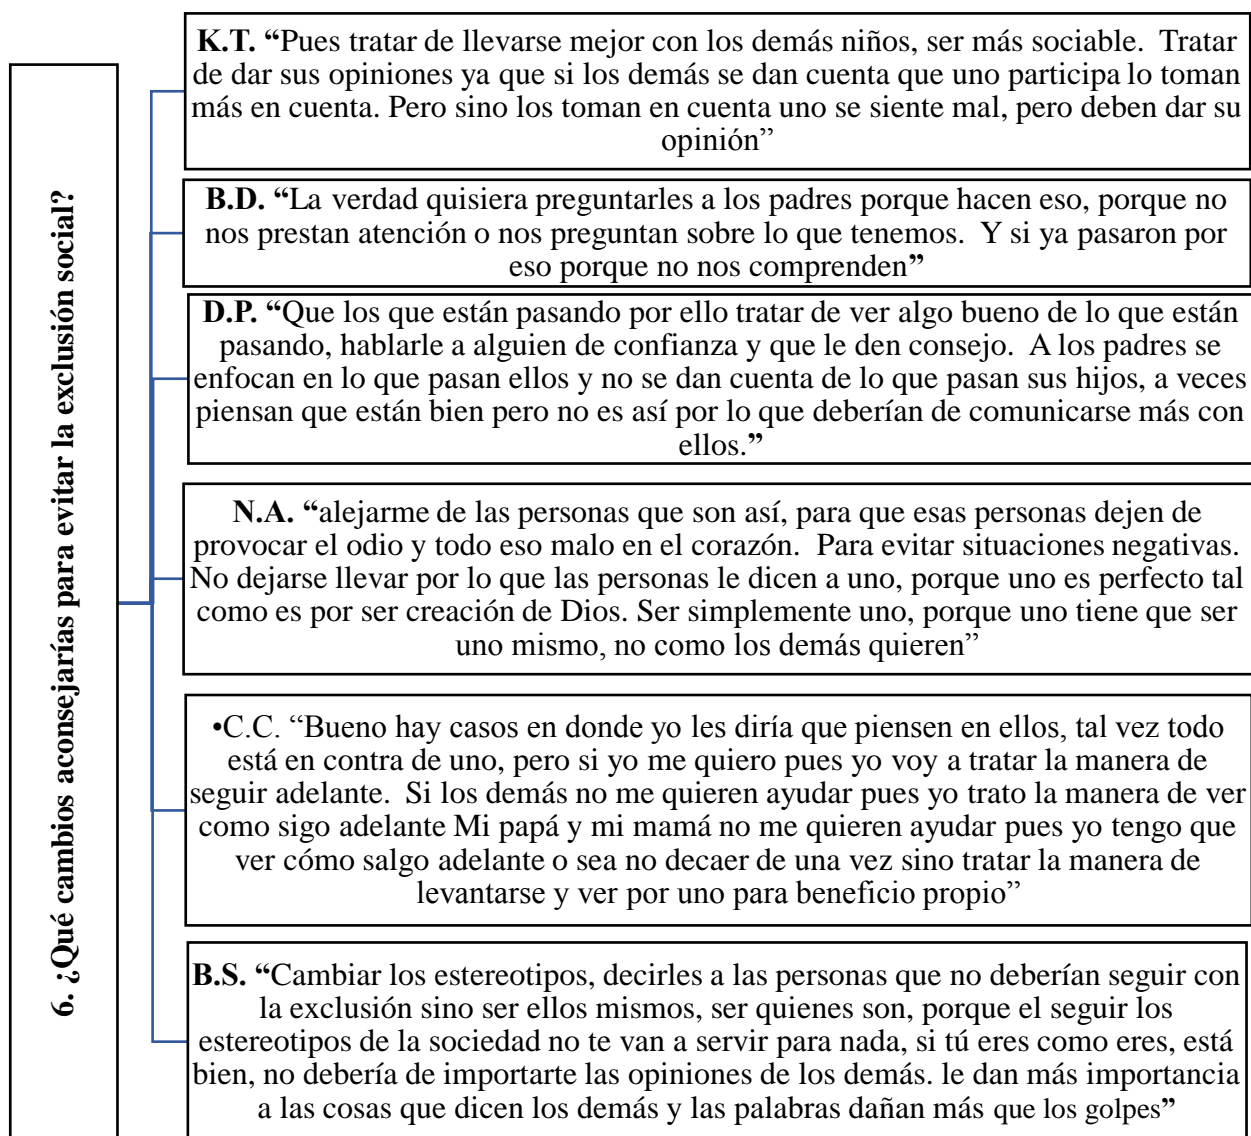 6. ¿Qué cambios aconsejarías para evitar la exclusión social?
K.T. “Pues tratar de llevarse mejor con los demás niños, ser más sociable. Tratar
de dar sus opiniones ya que si los demás se dan cuenta que uno participa lo toman
más en cuenta. Pero sino los toman en cuenta uno se siente mal, pero deben dar su
opinión”
B.D. “La verdad quisiera preguntarles a los padres porque hacen eso, porque no
nos prestan atención o nos preguntan sobre lo que tenemos. Y si ya pasaron por
eso porque no nos comprenden”
D.P. “Que los que están pasando por ello tratar de ver algo bueno de lo que están
pasando, hablarle a alguien de confianza y que le den consejo. A los padres se
enfocan en lo que pasan ellos y no se dan cuenta de lo que pasan sus hijos, a veces
piensan que están bien pero no es así por lo que deberían de comunicarse más con
ellos.”
N.A. “alejarme de las personas que son así, para que esas personas dejen de
provocar el odio y todo eso malo en el corazón. Para evitar situaciones negativas.
No dejarse llevar por lo que las personas le dicen a uno, porque uno es perfecto tal
como es por ser creación de Dios. Ser simplemente uno, porque uno tiene que ser
uno mismo, no como los demás quieren”
•C.C. “Bueno hay casos en donde yo les diría que piensen en ellos, tal vez todo
está en contra de uno, pero si yo me quiero pues yo voy a tratar la manera de
seguir adelante. Si los demás no me quieren ayudar pues yo trato la manera de ver
como sigo adelante Mi papá y mi mamá no me quieren ayudar pues yo tengo que
ver cómo salgo adelante o sea no decaer de una vez sino tratar la manera de
levantarse y ver por uno para beneficio propio”
B.S. “Cambiar los estereotipos, decirles a las personas que no deberían seguir con
la exclusión sino ser ellos mismos, ser quienes son, porque el seguir los
estereotipos de la sociedad no te van a servir para nada, si tú eres como eres, está
bien, no debería de importarte las opiniones de los demás. le dan más importancia
a las cosas que dicen los demás y las palabras dañan más que los golpes”